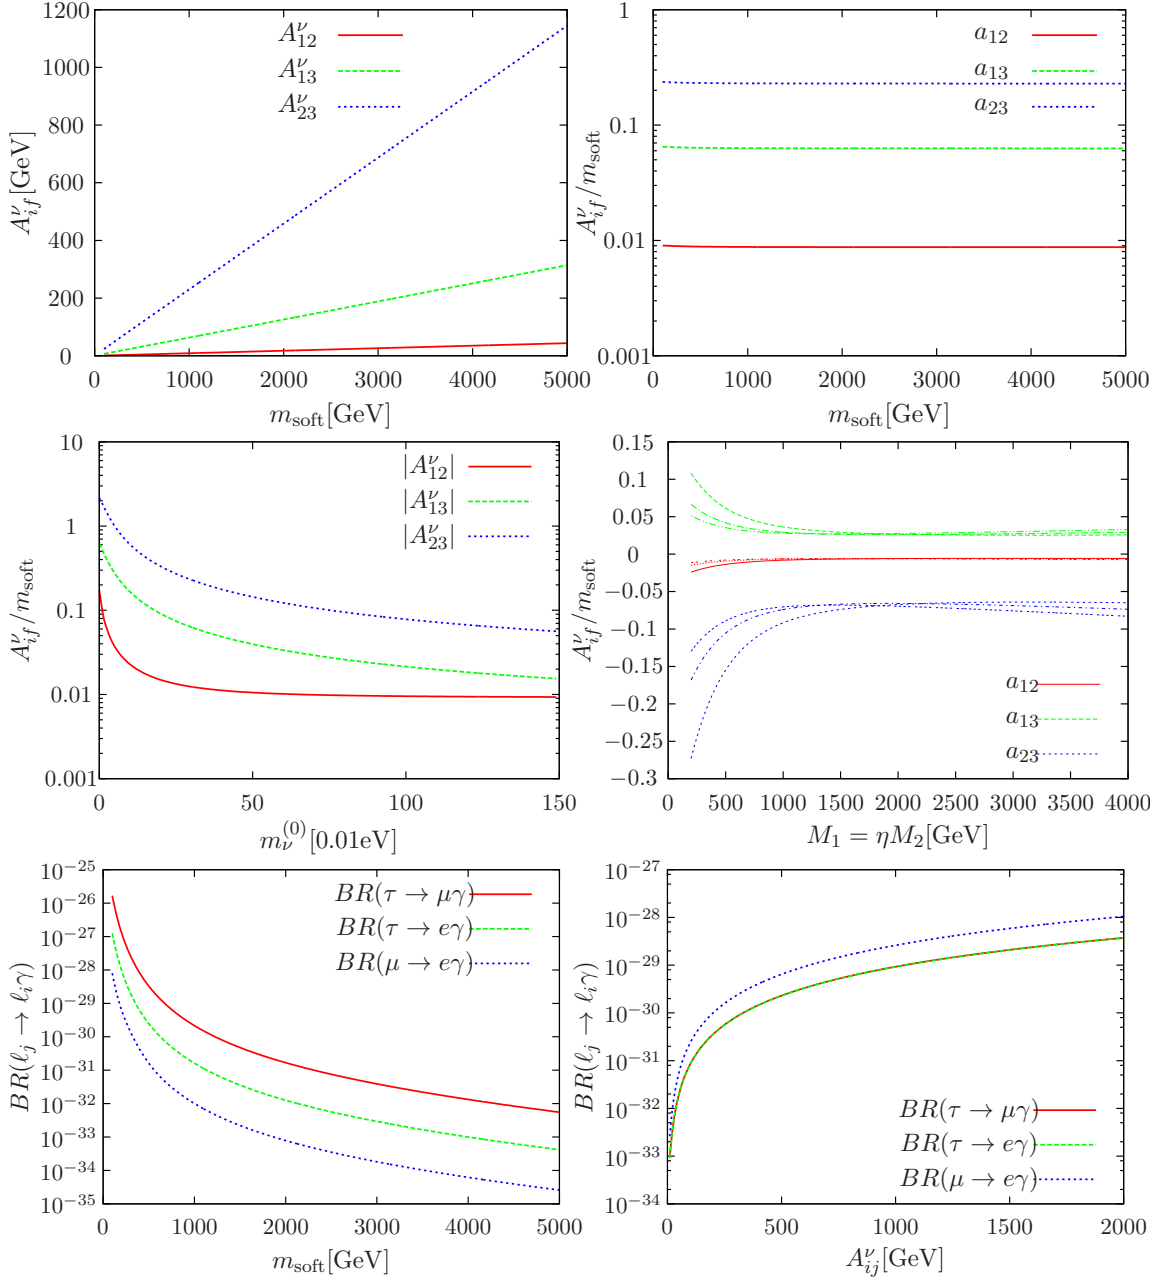 1200
1000
800
600
400
200
0
A^ν_{if}[GeV]
A^ν_{12}
A^ν_{13}
A^ν_{23}
0 1000 2000 3000 4000 5000
m_soft[GeV]
1
0.1
0.01
0.001
A^ν_{if}/m_soft
a_{12}
a_{13}
a_{23}
0 1000 2000 3000 4000 5000
m_soft[GeV]
10
1
0.1
0.01
0.001
A^ν_{if}/m_soft
|A^ν_{12}|
|A^ν_{13}|
|A^ν_{23}|
0 50 100 150
m_ν^{(0)}[0.01eV]
0.15
0.1
0.05
0
−0.05
−0.1
−0.15
−0.2
−0.25
−0.3
A^ν_{if}/m_soft
a_{12}
a_{13}
a_{23}
0 500 1000 1500 2000 2500 3000 3500 4000
M_1 = ηM_2[GeV]
10^{−25}
10^{−26}
10^{−27}
10^{−28}
10^{−29}
10^{−30}
10^{−31}
10^{−32}
10^{−33}
10^{−34}
10^{−35}
BR(ℓ_j → ℓ_iγ)
BR(τ → μγ)
BR(τ → eγ)
BR(μ → eγ)
0 1000 2000 3000 4000 5000
m_soft[GeV]
10^{−27}
10^{−28}
10^{−29}
10^{−30}
10^{−31}
10^{−32}
10^{−33}
10^{−34}
BR(ℓ_j → ℓ_iγ)
BR(τ → μγ)
BR(τ → eγ)
BR(μ → eγ)
0 500 1000 1500 2000
A^ν_{ij}[GeV]